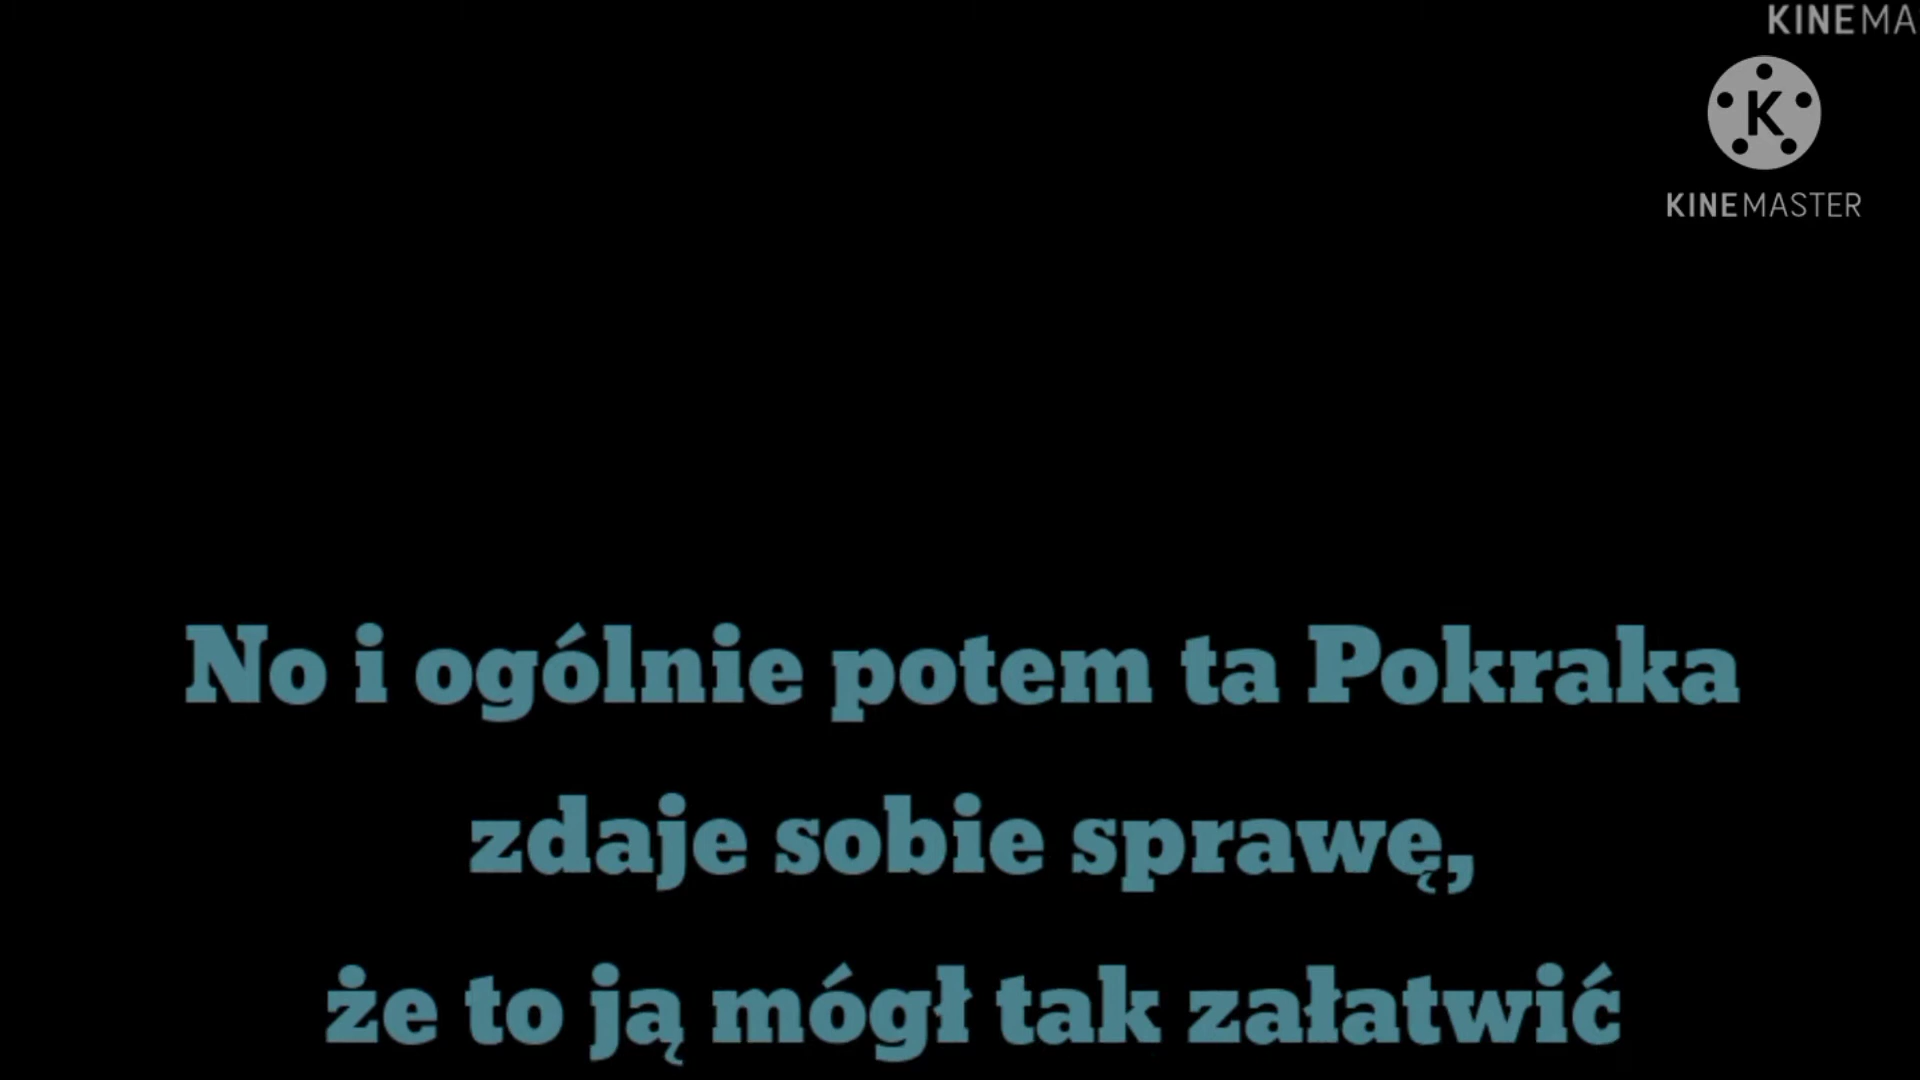 KINEMA
K
KINEMASTER
No i ogólnie potem ta Pokraka
zdaje sobie sprawę,
że to ją mógł tak załatwić